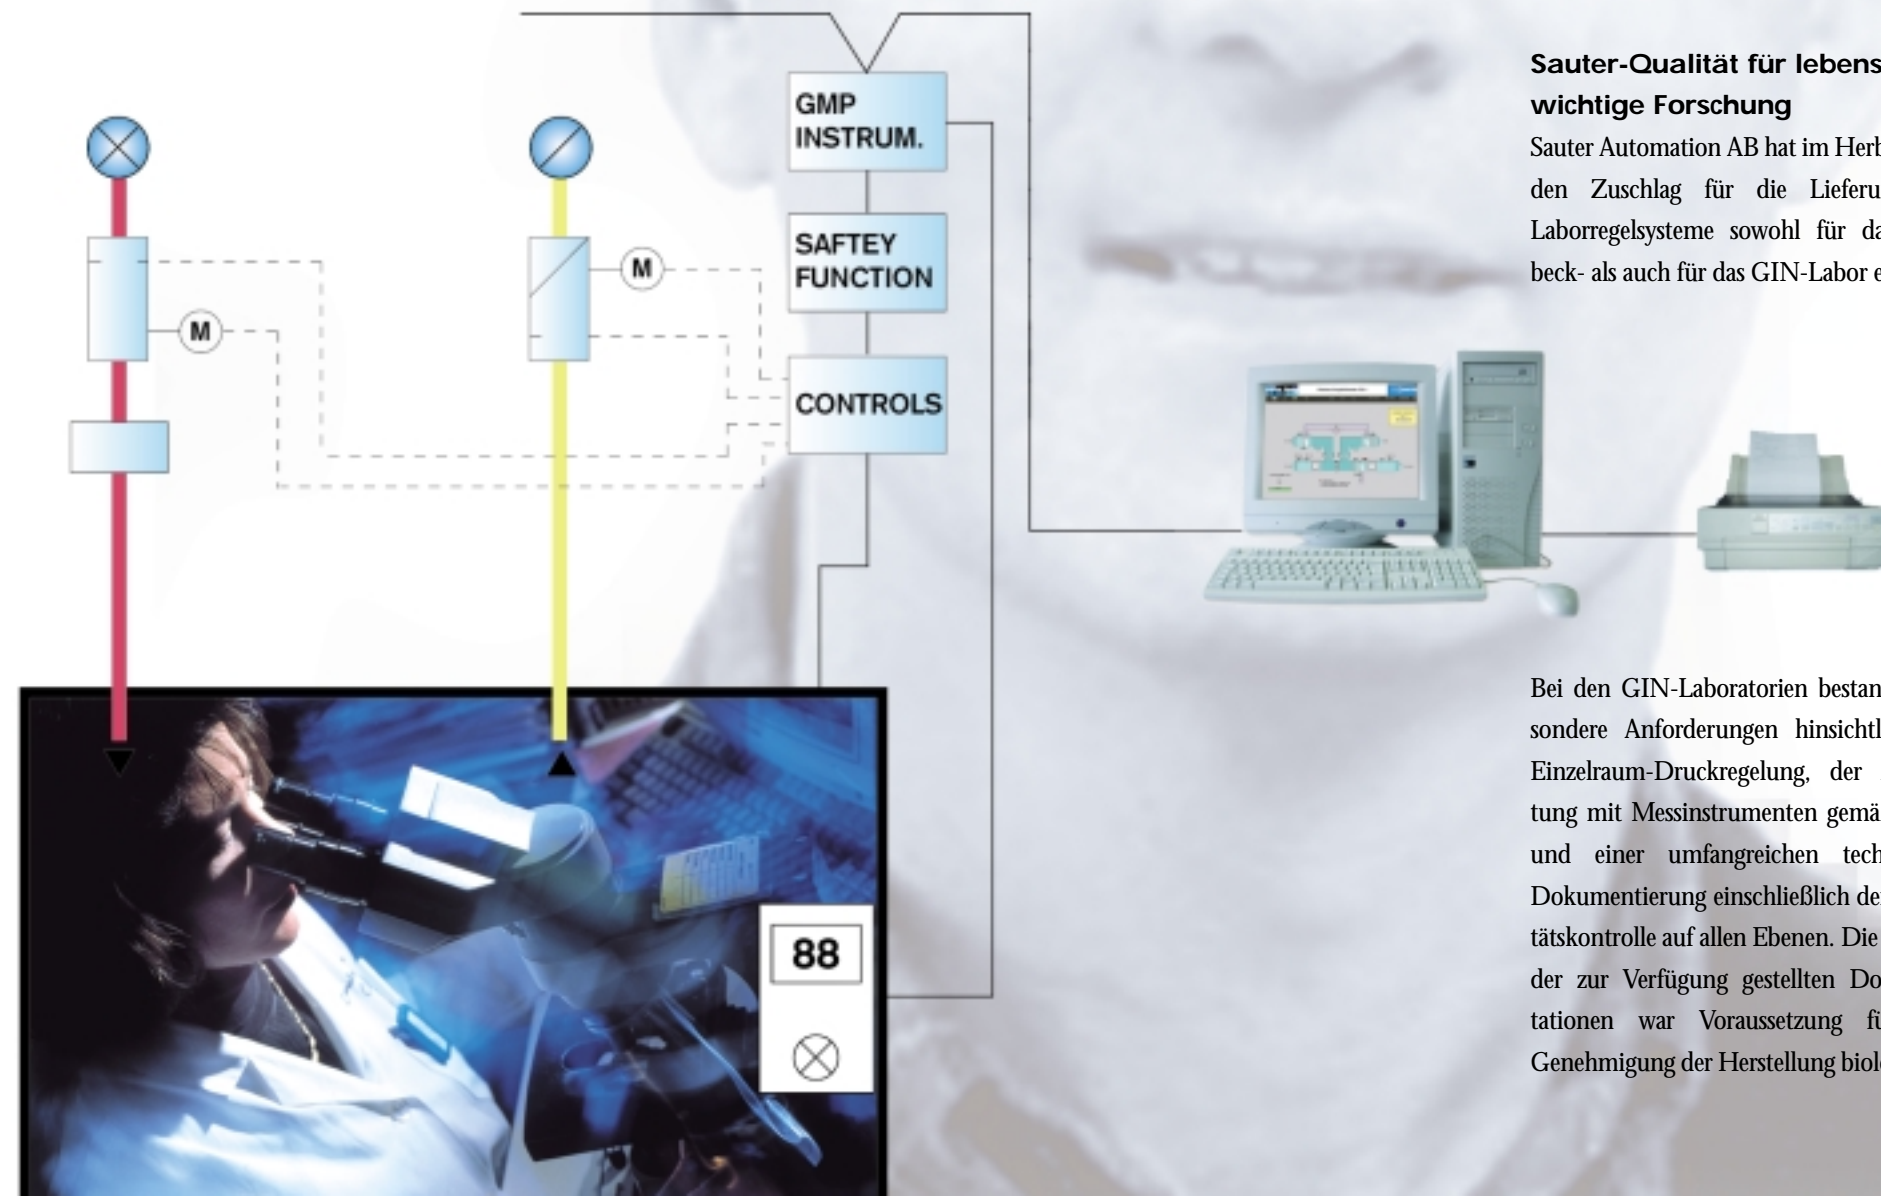 GMP
INSTRUM.
SAFTEY
FUNCTION
CONTROLS
M
M
88
Sauter-Qualität für lebens
wichtige Forschung
Sauter Automation AB hat im Herb
den Zuschlag für die Lieferu
Laborregelsysteme sowohl für da
beck- als auch für das GIN-Labor e
Bei den GIN-Laboratorien bestan
sondere Anforderungen hinsichtl
Einzelraum-Druckregelung, der
tung mit Messinstrumenten gemä
und einer umfangreichen tech
Dokumentierung einschließlich de
tätskontrolle auf allen Ebenen. Die
der zur Verfügung gestellten Do
tationen war Voraussetzung fü
Genehmigung der Herstellung biol